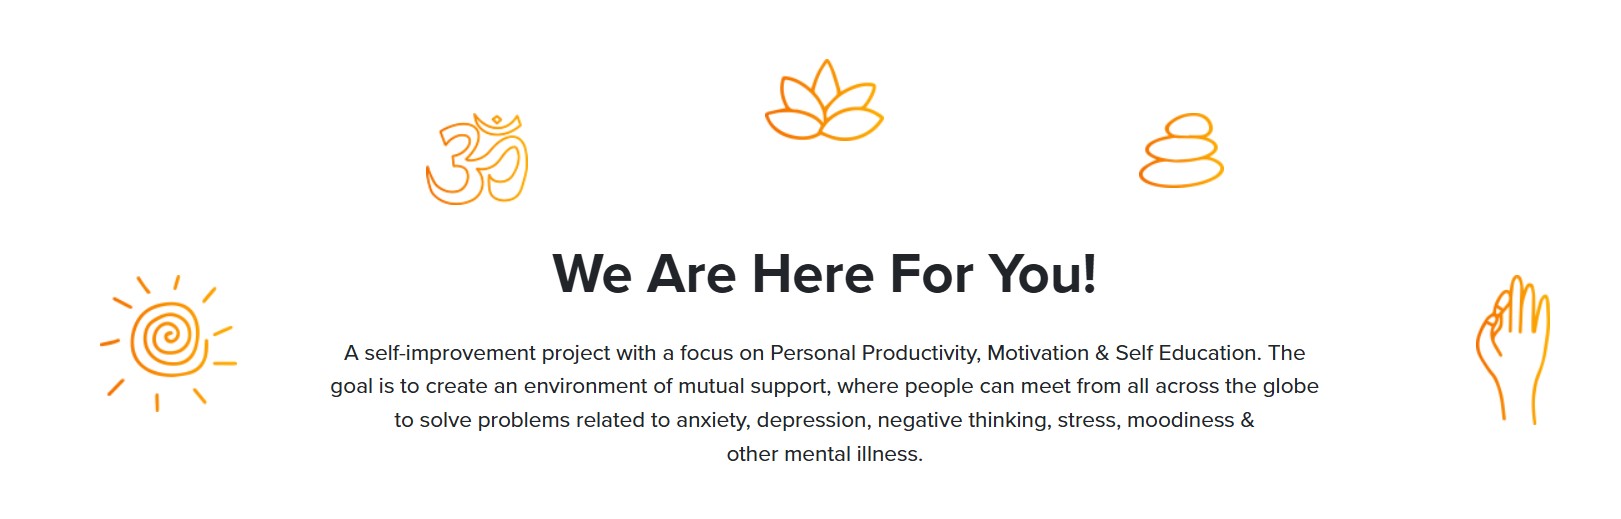 ॐ
We Are Here For You!
A self-improvement project with a focus on Personal Productivity, Motivation & Self Education. The
goal is to create an environment of mutual support, where people can meet from all across the globe
to solve problems related to anxiety, depression, negative thinking, stress, moodiness &
other mental illness.